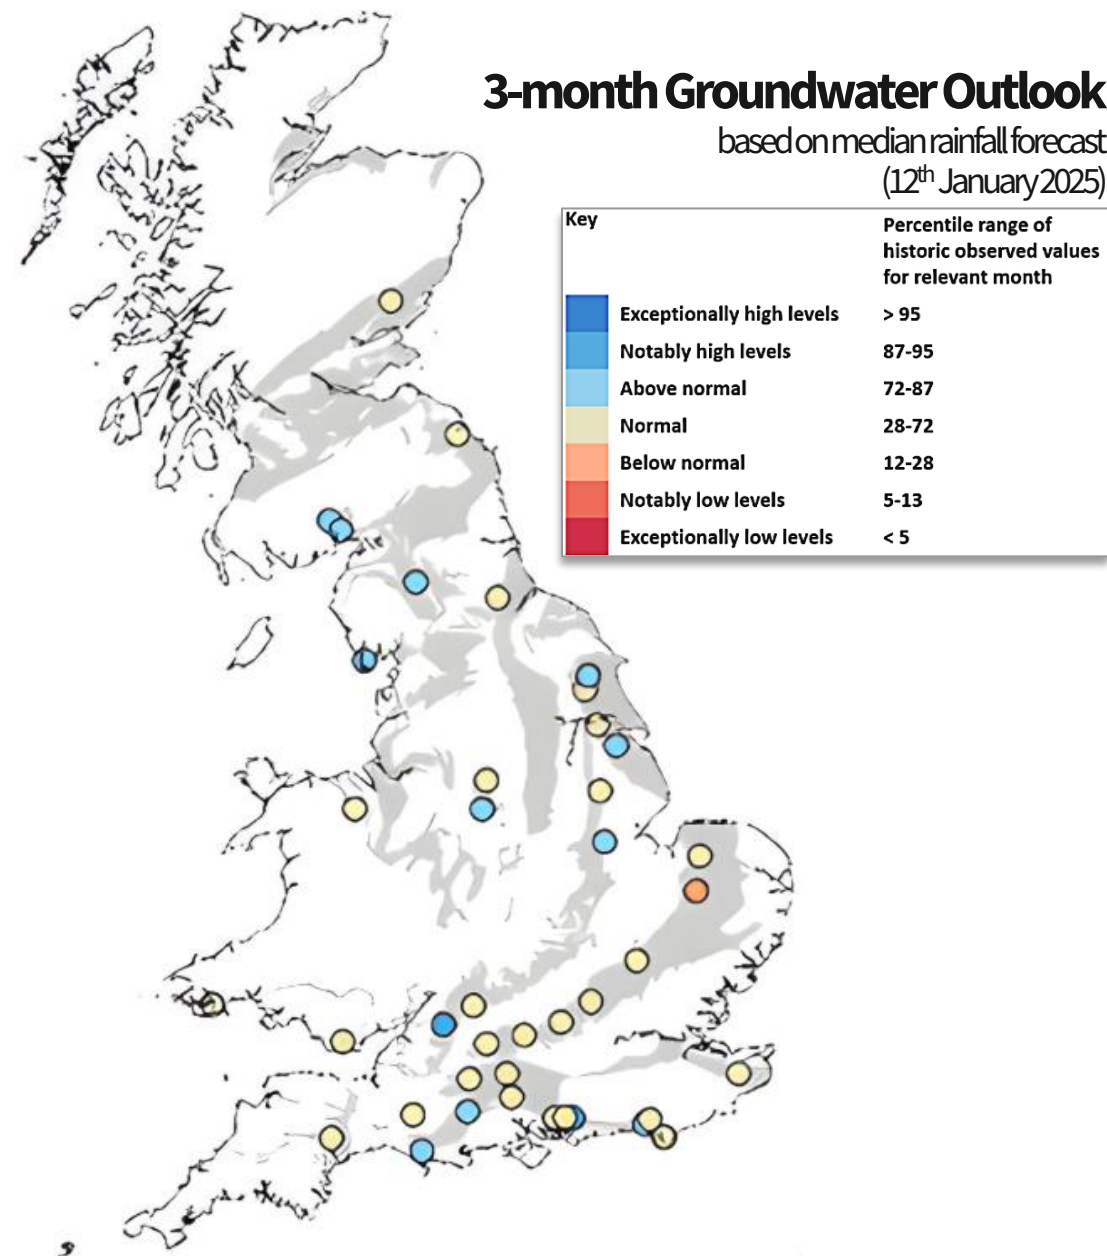 3-month Groundwater Outlook
based on median rainfall forecast
(12th January 2025)
Key
Percentile range of
historic observed values
for relevant month
Exceptionally high levels > 95
Notably high levels 87-95
Above normal 72-87
Normal 28-72
Below normal 12-28
Notably low levels 5-13
Exceptionally low levels < 5